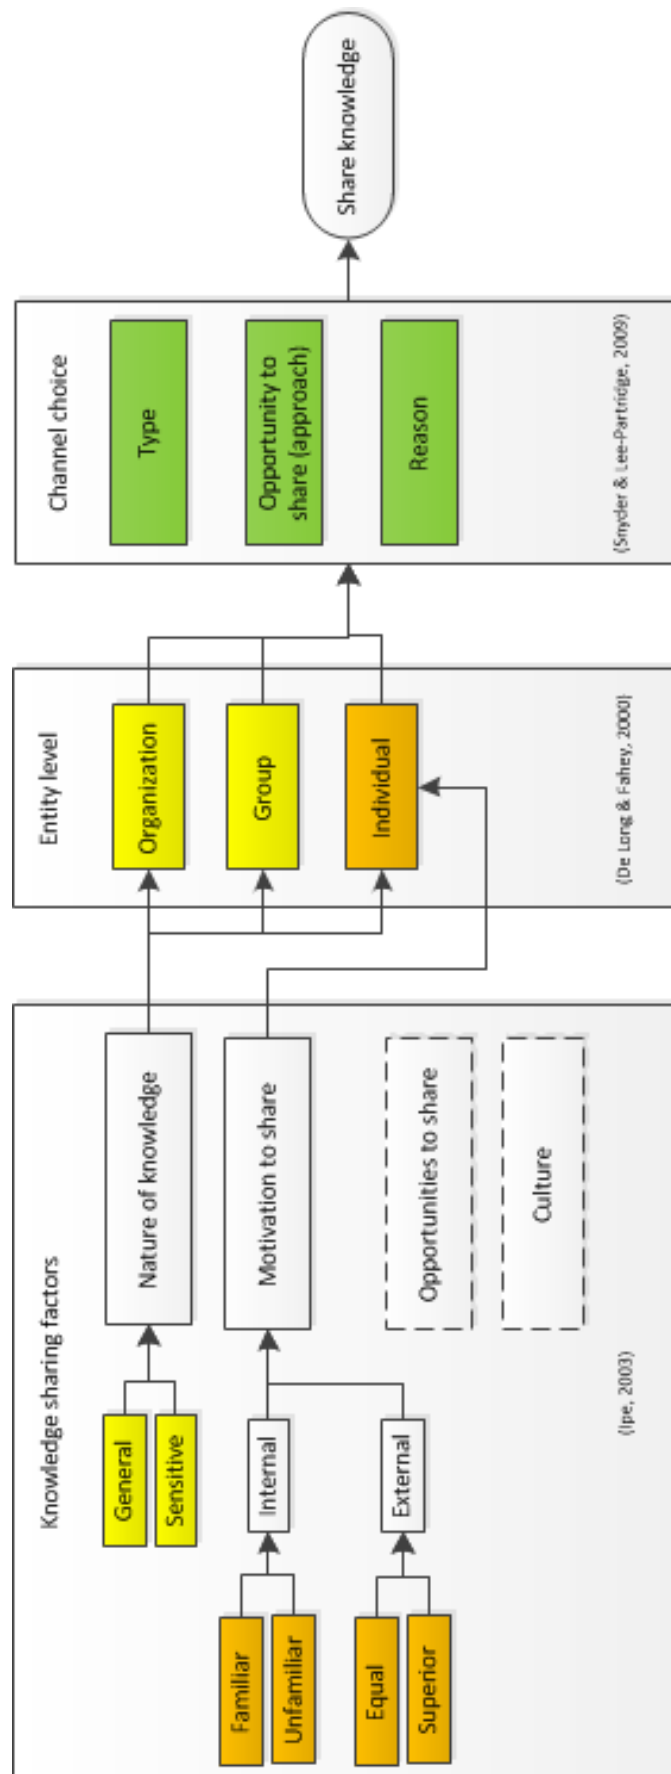 Knowledge sharing factors
General
Sensitive
Nature of knowledge
Familiar
Unfamiliar
Internal
Motivation to share
Equal
Superior
External
Opportunities to share
Culture
(Ipe, 2003)
Entity level
Organization
Group
Individual
(De Long & Fahey, 2000)
Channel choice
Type
Opportunity to
share (approach)
Reason
(Snyder & Lee-Partridge, 2009)
Share knowledge